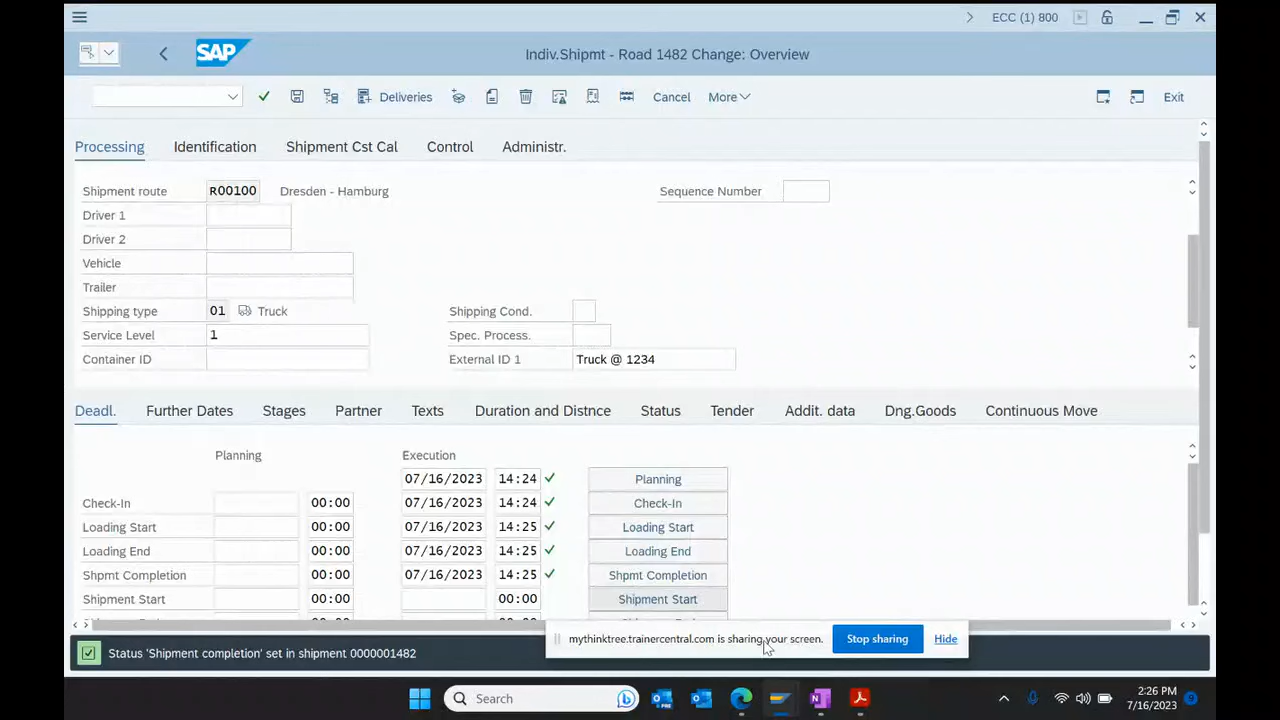 ECC (1) 800
SAP
Indiv.Shipmt - Road 1482 Change: Overview
Deliveries Cancel More Exit
Processing Identification Shipment Cst Cal Control Administr.
Shipment route R00100 Dresden - Hamburg Sequence Number
Driver 1
Driver 2
Vehicle
Trailer
Shipping type 01 Truck Shipping Cond.
Service Level 1 Spec. Process.
Container ID External ID 1 Truck @ 1234
Deadl. Further Dates Stages Partner Texts Duration and Distnce Status Tender Addit. data Dng.Goods Continuous Move
Planning Execution
07/16/2023 14:24 Planning
Check-In 00:00 07/16/2023 14:24 Check-In
Loading Start 00:00 07/16/2023 14:25 Loading Start
Loading End 00:00 07/16/2023 14:25 Loading End
Shpmt Completion 00:00 07/16/2023 14:25 Shpmt Completion
Shipment Start 00:00 00:00 Shipment Start
mythinktree.trainercentral.com is sharing your screen. Stop sharing Hide
Status 'Shipment completion' set in shipment 0000001482
Search 2:26 PM
7/16/2023